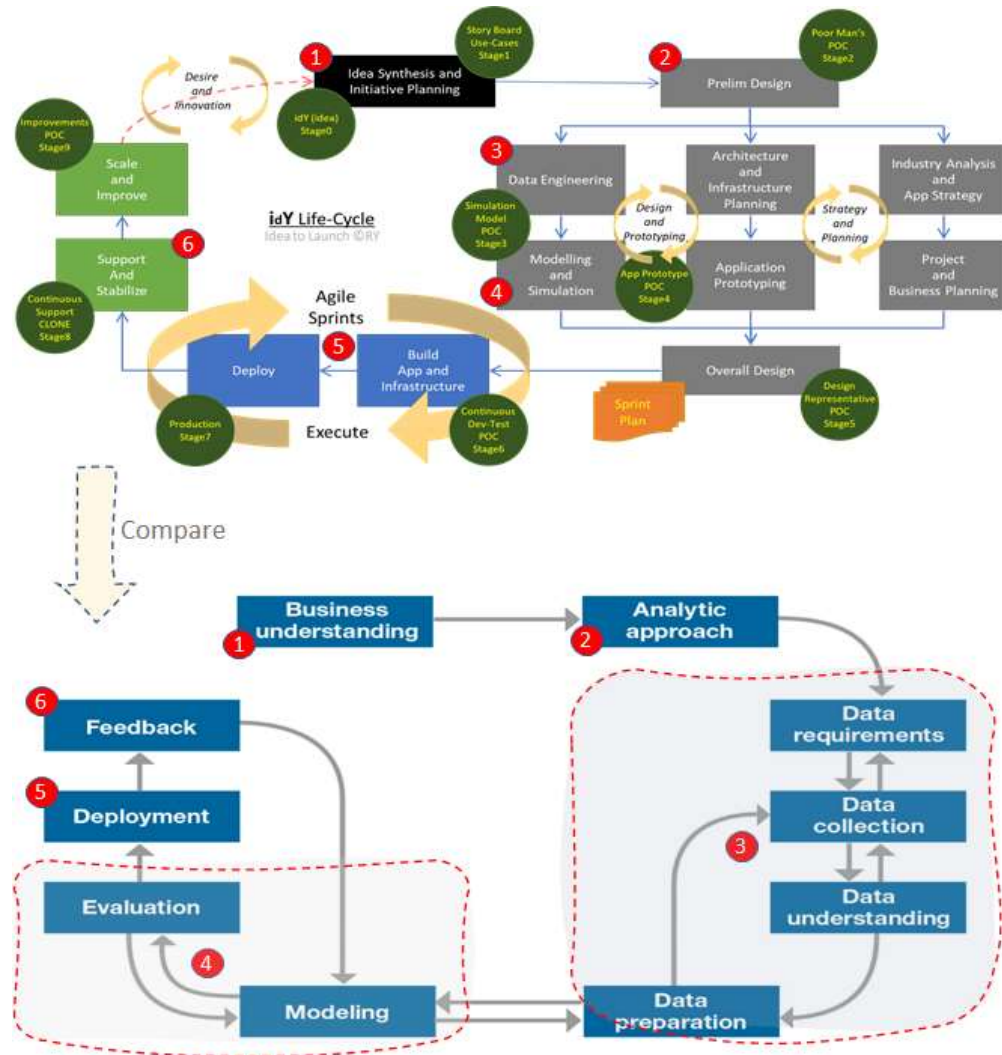 Story Board
Use-Cases
Stage1
1
Idea Synthesis and
Initiative Planning
idY (idea)
Stage0
2
Poor Man's
POC
Stage2
Prelim Design
Desire
and
Innovation
Improvements
POC
Stage9
Scale
and
Improve
3
Data Engineering
Architecture
and
Infrastructure
Planning
Industry Analysis
and
App Strategy
Simulation
Model
POC
Stage3
Design
and
Prototyping
Strategy
and
Planning
idY Life-Cycle
Idea to Launch ©RY
6
Support
And
Stabilize
Continuous
Support
CLONE
Stage8
4
Modelling
and
Simulation
App Prototype
POC
Stage4
Application
Prototyping
Project
and
Business Planning
Agile
Sprints
5
Deploy
Build
App and
Infrastructure
Overall Design
Sprint
Plan
Design
Representative
POC
Stage5
Production
Stage7
Execute
Continuous
Dev-Test
POC
Stage6
Compare
Business
understanding
1
Analytic
approach
2
6
Feedback
Data
requirements
5
Deployment
Data
collection
3
Evaluation
Data
understanding
4
Modeling
Data
preparation